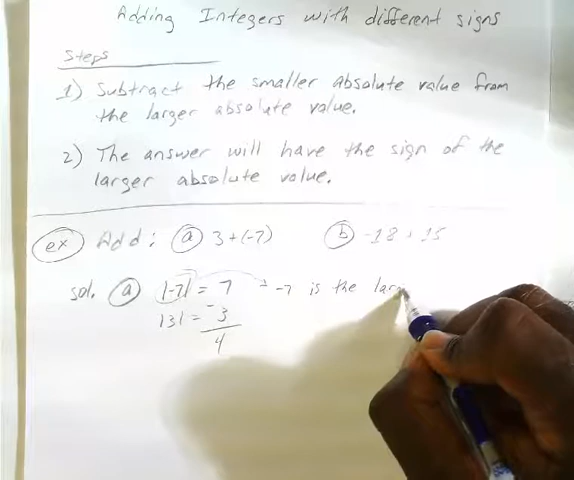 Adding Integers with different signs
Steps
1) Subtract the smaller absolute value from
the larger absolute value.
2) The answer will have the sign of the
larger absolute value.
ex Add: a 3+(-7) b -18+15
sol. a |-7| = 7 -7 is the larg
|3| = - 3
4